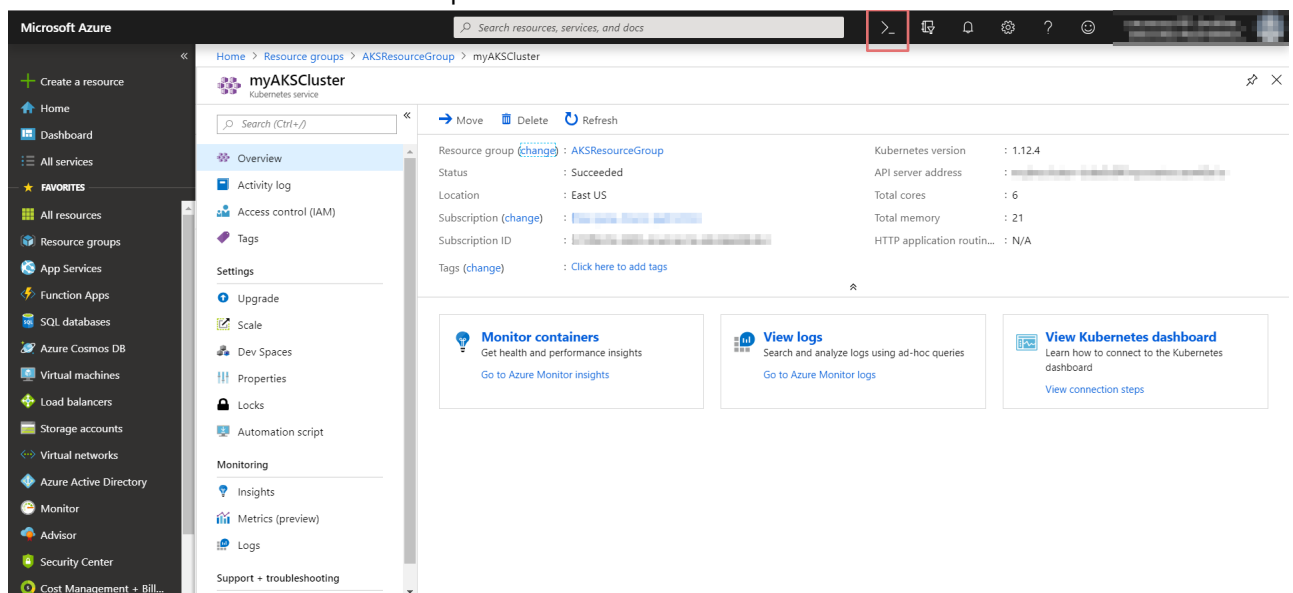 Microsoft Azure
Search resources, services, and docs
Home > Resource groups > AKSResourceGroup > myAKSCluster
myAKSCluster
Kubernetes service
Create a resource
Home
Dashboard
All services
FAVORITES
All resources
Resource groups
App Services
Function Apps
SQL databases
Azure Cosmos DB
Virtual machines
Load balancers
Storage accounts
Virtual networks
Azure Active Directory
Monitor
Advisor
Security Center
Cost Management + Bill...
Search (Ctrl+/)
Overview
Activity log
Access control (IAM)
Tags
Settings
Upgrade
Scale
Dev Spaces
Properties
Locks
Automation script
Monitoring
Insights
Metrics (preview)
Logs
Support + troubleshooting
Move Delete Refresh
Resource group (change) : AKSResourceGroup
Status : Succeeded
Location : East US
Subscription (change) :
Subscription ID :
Tags (change) : Click here to add tags
Kubernetes version : 1.12.4
API server address :
Total cores : 6
Total memory : 21
HTTP application routin... : N/A
Monitor containers
Get health and performance insights
Go to Azure Monitor insights
View logs
Search and analyze logs using ad-hoc queries
Go to Azure Monitor logs
View Kubernetes dashboard
Learn how to connect to the Kubernetes
dashboard
View connection steps